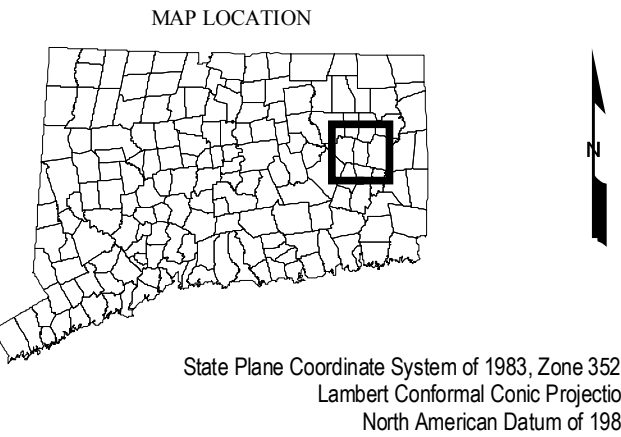 MAP LOCATION
N
State Plane Coordinate System of 1983, Zone 352
Lambert Conformal Conic Projectio
North American Datum of 198